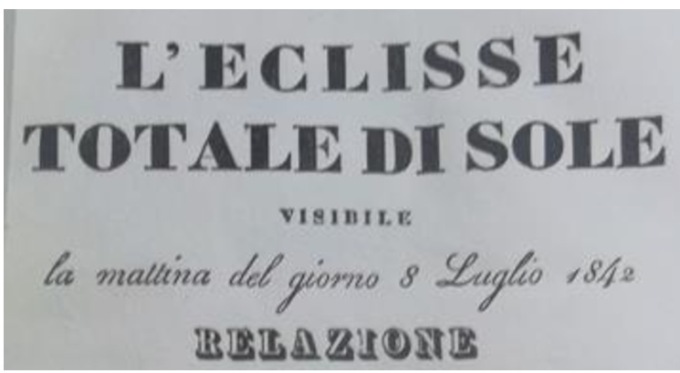 L'ECLISSE
TOTALE DI SOLE
VISIBILE
la mattina del giorno 8 Luglio 1842
RELAZIONE